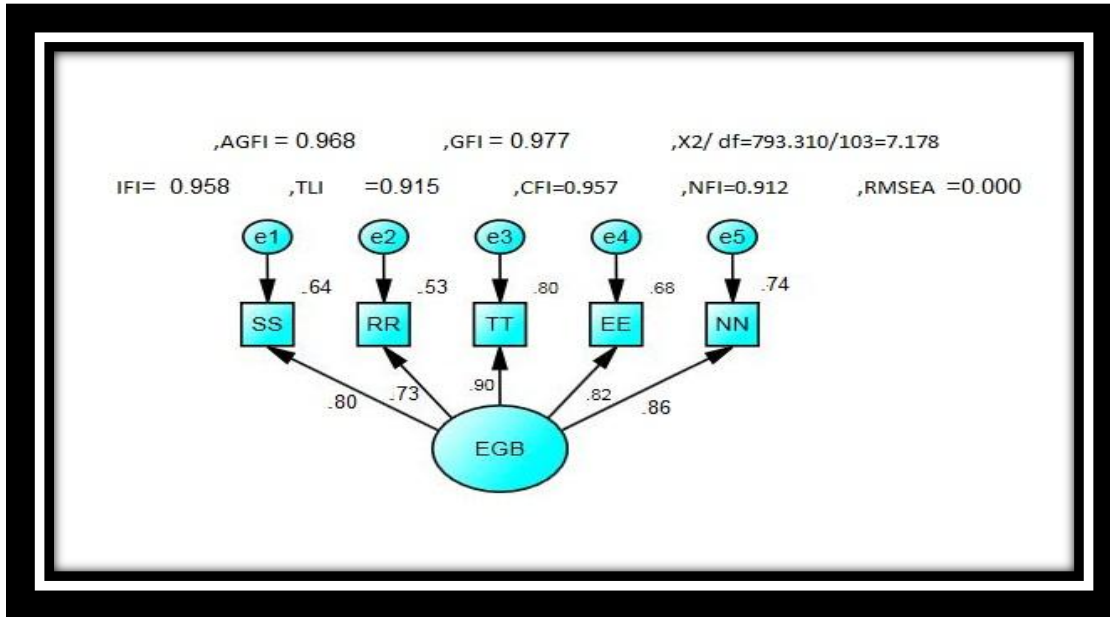 ,AGFI = 0.968 ,GFI = 0.977 ,X2/ df=793.310/103=7.178
IFI= 0.958 ,TLI =0.915 ,CFI=0.957 ,NFI=0.912 ,RMSEA =0.000
e1 e2 e3 e4 e5
.64 .53 .80 .68 .74
SS RR TT EE NN
.80 .73 .90 .82 .86
EGB